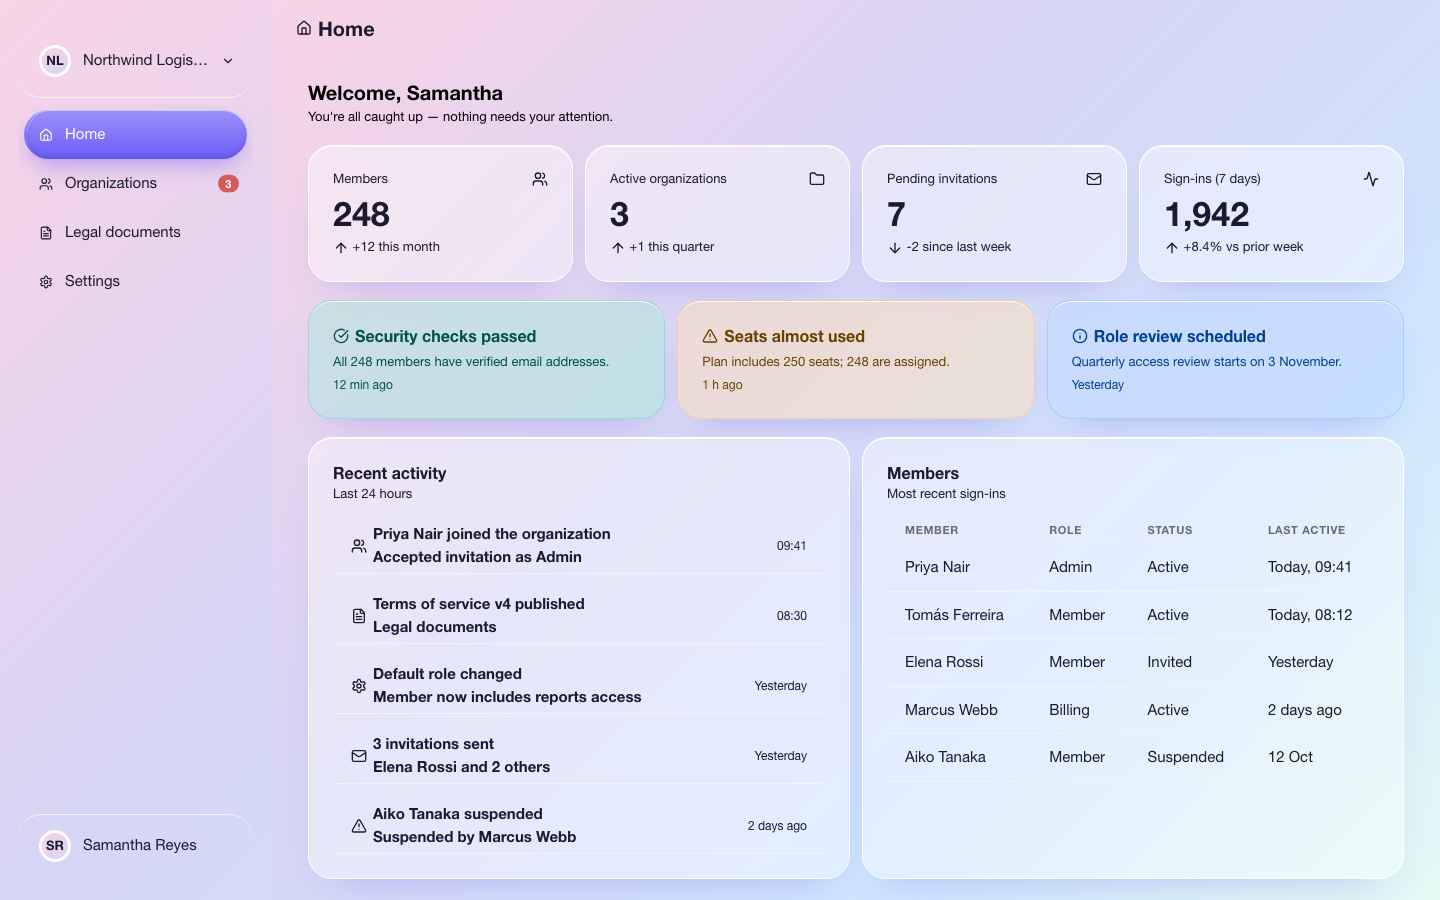 NL
Northwind Logis...
Home
Organizations
3
Legal documents
Settings
SR
Samantha Reyes
Home
Welcome, Samantha
You're all caught up — nothing needs your attention.
Members
248
+12 this month
Active organizations
3
+1 this quarter
Pending invitations
7
-2 since last week
Sign-ins (7 days)
1,942
+8.4% vs prior week
Security checks passed
All 248 members have verified email addresses.
12 min ago
Seats almost used
Plan includes 250 seats; 248 are assigned.
1 h ago
Role review scheduled
Quarterly access review starts on 3 November.
Yesterday
Recent activity
Last 24 hours
Priya Nair joined the organization
Accepted invitation as Admin
09:41
Terms of service v4 published
Legal documents
08:30
Default role changed
Member now includes reports access
Yesterday
3 invitations sent
Elena Rossi and 2 others
Yesterday
Aiko Tanaka suspended
Suspended by Marcus Webb
2 days ago
Members
Most recent sign-ins
MEMBER ROLE STATUS LAST ACTIVE
Priya Nair Admin Active Today, 09:41
Tomás Ferreira Member Active Today, 08:12
Elena Rossi Member Invited Yesterday
Marcus Webb Billing Active 2 days ago
Aiko Tanaka Member Suspended 12 Oct